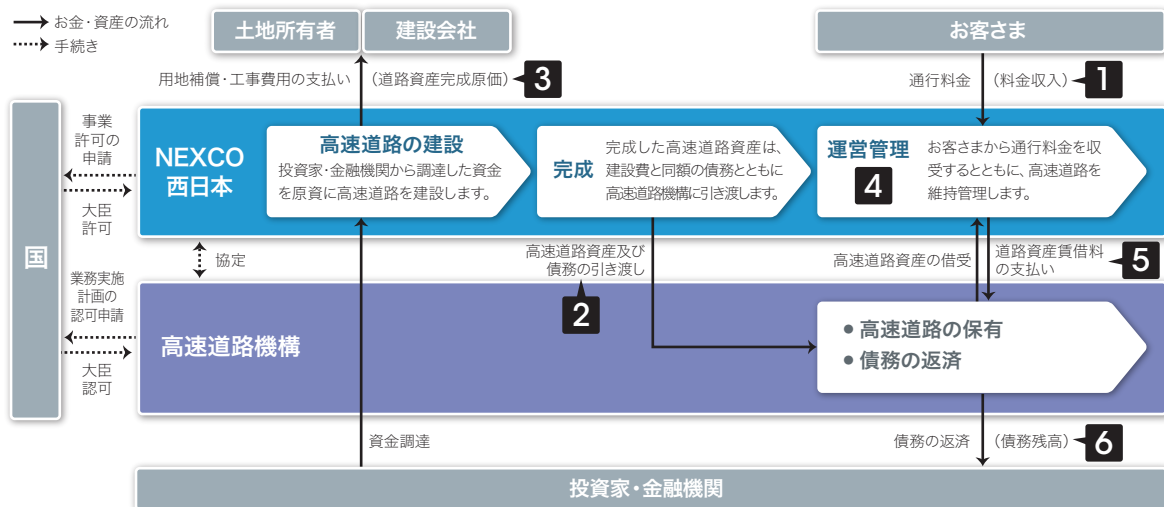 お金・資産の流れ
手続き
土地所有者
建設会社
お客さま
用地補償・工事費用の支払い
(道路資産完成原価)
3
通行料金
(料金収入)
1
国
事業
許可の
申請
大臣
許可
NEXCO
西日本
高速道路の建設
投資家・金融機関から調達した資金
を原資に高速道路を建設します。
完成
完成した高速道路資産は、
建設費と同額の債務とともに
高速道路機構に引き渡します。
運営管理
4
お客さまから通行料金を収
受するとともに、高速道路を
維持管理します。
協定
高速道路資産及び
債務の引き渡し
2
高速道路資産の借受
道路資産賃借料
の支払い
5
業務実施
計画の
認可申請
大臣
認可
高速道路機構
● 高速道路の保有
● 債務の返済
資金調達
債務の返済
(債務残高)
6
投資家・金融機関